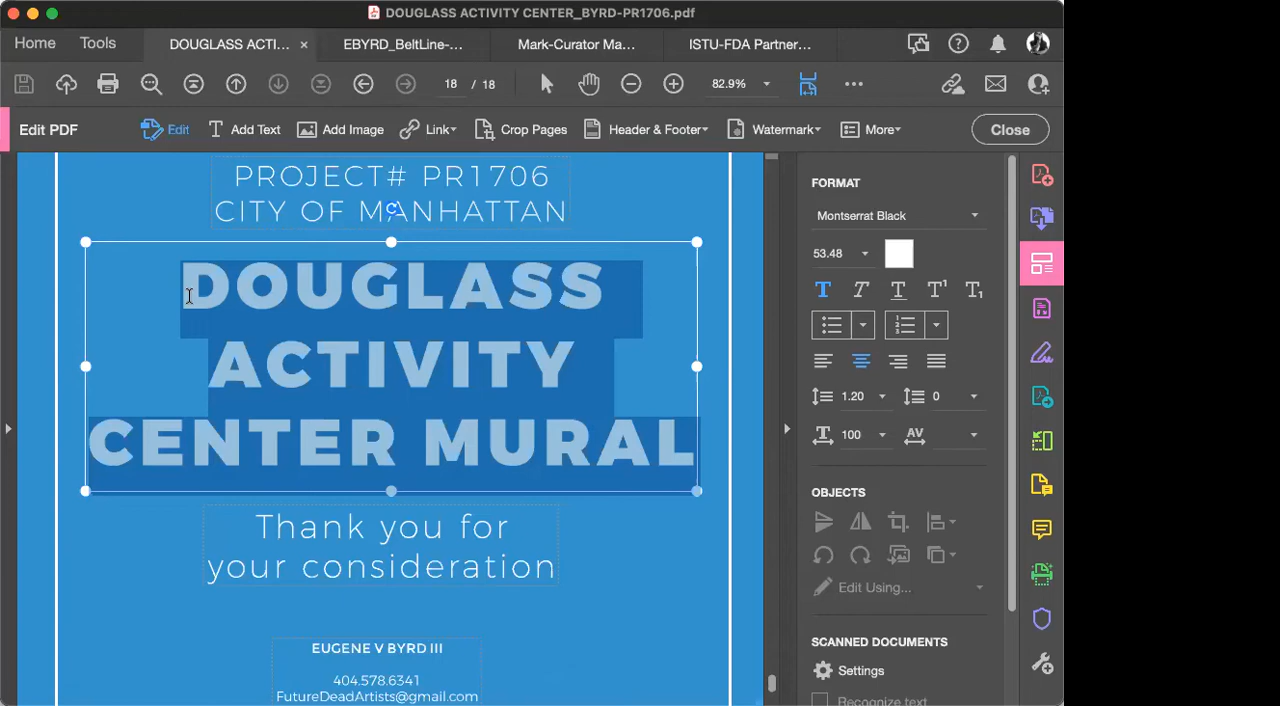 DOUGLASS ACTIVITY CENTER_BYRD-PR1706.pdf
Home Tools DOUGLASS ACTI... × EBYRD_BeltLine-... Mark-Curator Ma... ISTU-FDA Partner...
18 / 18 82.9%
Edit PDF Edit Add Text Add Image Link Crop Pages Header & Footer Watermark More Close
PROJECT# PR1706
CITY OF MANHATTAN
DOUGLASS
ACTIVITY
CENTER MURAL
Thank you for
your consideration
EUGENE V BYRD III
404.578.6341
FutureDeadArtists@gmail.com
FORMAT
Montserrat Black
53.48
1.20 0
100
OBJECTS
Edit Using...
SCANNED DOCUMENTS
Settings
Recognize text